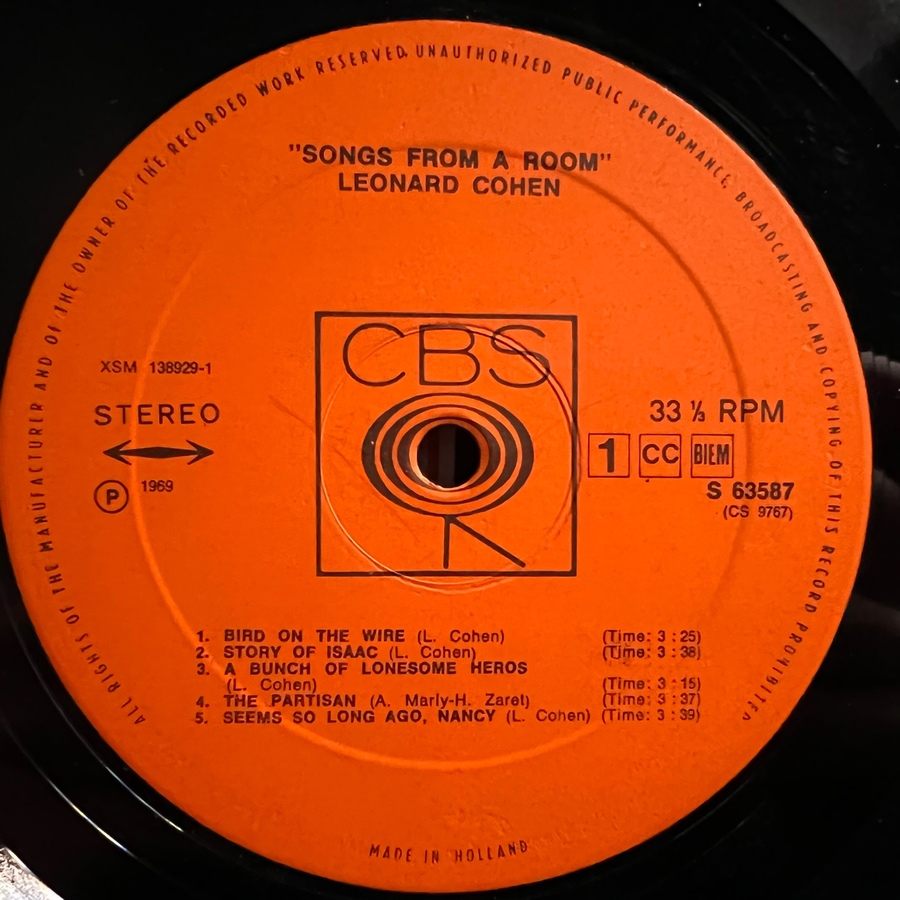 ALL RIGHTS OF THE MANUFACTURER AND OF THE OWNER OF THE RECORDED WORK RESERVED. UNAUTHORIZED PUBLIC PERFORMANCE, BROADCASTING AND COPYING OF THIS RECORD PROHIBITED
"SONGS FROM A ROOM"
LEONARD COHEN
CBS
XSM 138929-1
STEREO
33 ⅓ RPM
1 CC BIEM
P 1969
S 63587
(CS 9767)
1. BIRD ON THE WIRE (L. Cohen) (Time: 3 : 25)
2. STORY OF ISAAC (L. Cohen) (Time: 3 : 38)
3. A BUNCH OF LONESOME HEROS
(L. Cohen) (Time: 3 : 15)
4. THE PARTISAN (A. Marly-H. Zaret) (Time: 3 : 37)
5. SEEMS SO LONG AGO, NANCY (L. Cohen) (Time: 3 : 39)
MADE IN HOLLAND